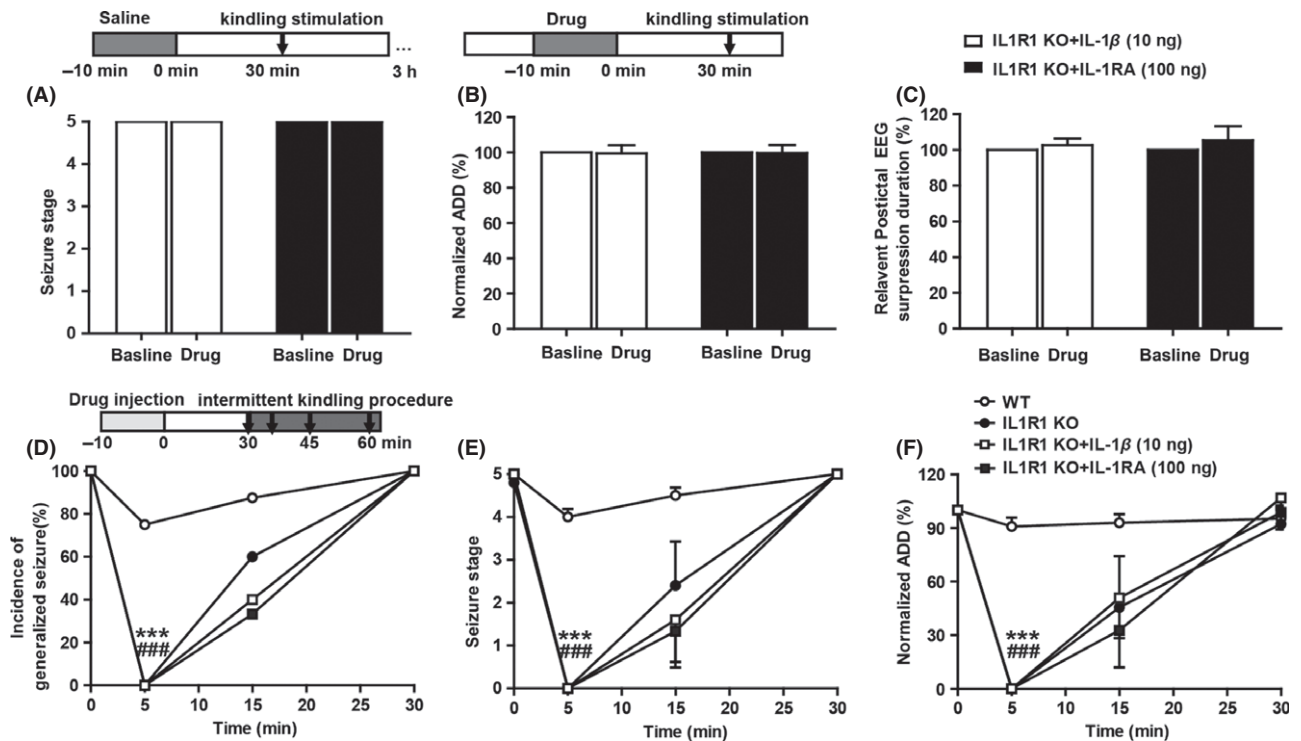 Saline kindling stimulation
–10 min 0 min 30 min ... 3 h
Drug kindling stimulation
–10 min 0 min 30 min
IL1R1 KO+IL-1β (10 ng)
IL1R1 KO+IL-1RA (100 ng)
(A)
Seizure stage
5
4
3
2
1
0
Basline Drug Basline Drug
(B)
Normalized ADD (%)
120
100
80
60
40
20
0
Basline Drug Basline Drug
(C)
Relavent Postictal EEG
surpression duration (%)
120
100
80
60
40
20
0
Basline Drug Basline Drug
Drug injection intermittent kindling procedure
–10 0 30 45 60 min
(D)
Incidence of
generalized seizure(%)
100
80
60
40
20
0
***
###
0 5 10 15 20 25 30
Time (min)
(E)
Seizure stage
5
4
3
2
1
0
***
###
0 5 10 15 20 25 30
Time (min)
WT
IL1R1 KO
IL1R1 KO+IL-1β (10 ng)
IL1R1 KO+IL-1RA (100 ng)
(F)
Normalized ADD (%)
120
90
60
30
0
***
###
0 5 10 15 20 25 30
Time (min)